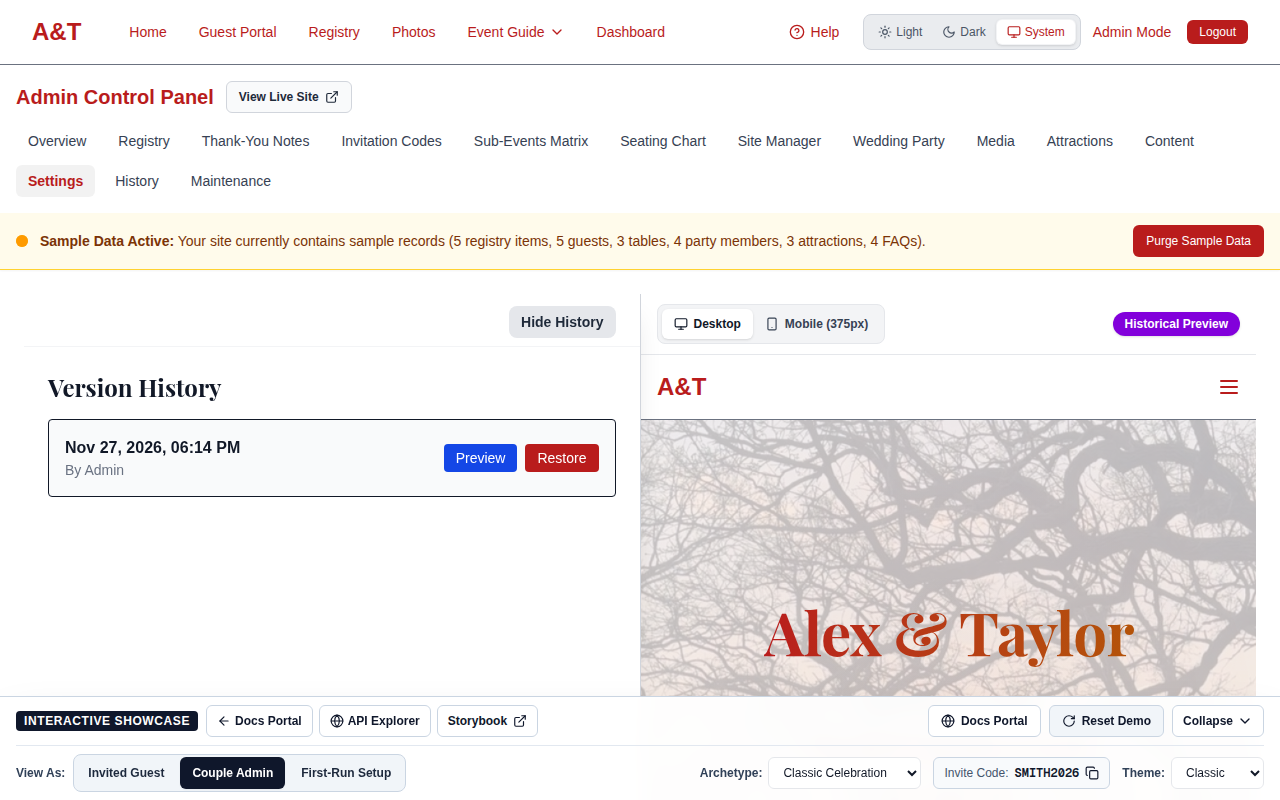 A&T Home Guest Portal Registry Photos Event Guide Dashboard Help Light Dark System Admin Mode Logout
Admin Control Panel View Live Site
Overview Registry Thank-You Notes Invitation Codes Sub-Events Matrix Seating Chart Site Manager Wedding Party Media Attractions Content
Settings History Maintenance
Sample Data Active: Your site currently contains sample records (5 registry items, 5 guests, 3 tables, 4 party members, 3 attractions, 4 FAQs). Purge Sample Data
Hide History
Version History
Nov 27, 2026, 06:14 PM
By Admin
Preview Restore
Desktop Mobile (375px) Historical Preview
A&T
Alex & Taylor
INTERACTIVE SHOWCASE Docs Portal API Explorer Storybook Docs Portal Reset Demo Collapse
View As: Invited Guest Couple Admin First-Run Setup Archetype: Classic Celebration Invite Code: SMITH2026 Theme: Classic